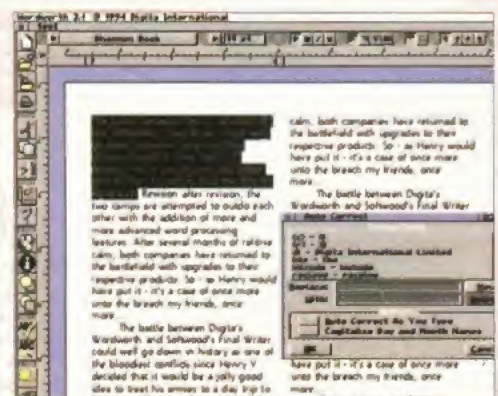 Wordworth 3.1 © 1994 Digita International
Text
Rhumson Book
Revision after revision, the
two camps are attempted to outdo each
other with the addition of more and
more advanced word processing
features. After several months of relative
calm, both companies have returned to
the battlefield with upgrades to their
respective products. So - as Henry would
have put it - it's a case of once more
unto the breach my friends, once
more...
The battle between Digita's
Wordworth and Softwood's Final Writer
could well go down in history as one of
the bloodiest conflicts since Henry V
decided that it would be a jolly good
idea to treat his armies to a day trip to
calm, both companies have returned to
the battlefield with upgrades to their
respective products. So - as Henry would
have put it - it's a case of once more
unto the breach my friends, once
more...
The battle between Digita's
Wordworth and Softwood's Final Writer
Auto Correct
- Digita International Limited
- the
- include
Replace
With
Auto Correct As You Type
Capitalise Day and Month Names
OK
have put it - it's a case of once more
unto the breach my friends, once
more...